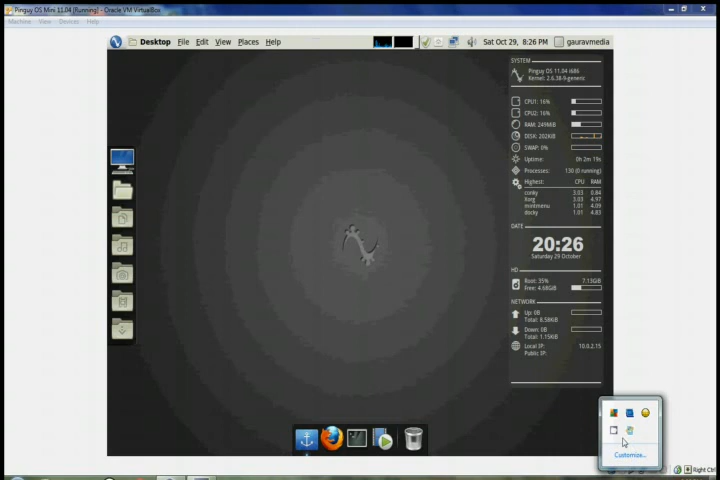 Pinguy OS Mini 11.04 [Running] - Oracle VM VirtualBox
Machine View Devices Help
Desktop File Edit View Places Help
Sat Oct 29, 8:26 PM gauravmedia
SYSTEM
Pinguy OS 11.04 i686
Kernel: 2.6.38-9-generic
CPU1: 16%
CPU2: 16%
RAM: 249MiB
DISK: 202KiB
SWAP: 0%
Uptime: 0h 2m 19s
Processes: 130 (0 running)
Highest: CPU RAM
conky 3.03 0.84
Xorg 3.03 4.97
mintmenu 1.01 4.09
docky 1.01 4.83
DATE
20:26
Saturday 29 October
HD
Root: 35% 7.13GiB
Free: 4.68GiB
NETWORK
Up: 0B
Total: 8.58KiB
Down: 0B
Total: 1.15KiB
Local IP: 10.0.2.15
Public IP:
Customize...
Right Ctrl